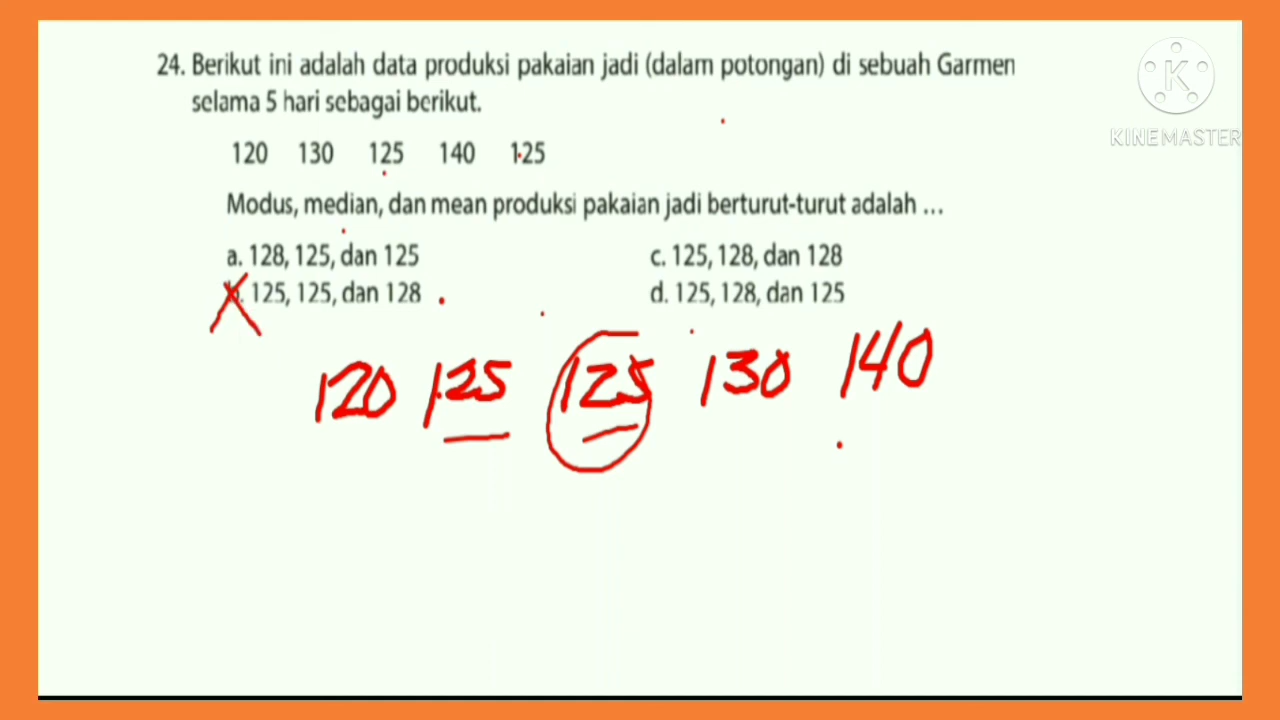 24. Berikut ini adalah data produksi pakaian jadi (dalam potongan) di sebuah Garmen
selama 5 hari sebagai berikut.
K
KINEMASTER
120 130 125 140 125
Modus, median, dan mean produksi pakaian jadi berturut-turut adalah ...
a. 128, 125, dan 125
c. 125, 128, dan 128
b. 125, 125, dan 128
d. 125, 128, dan 125
120 125 125 130 140